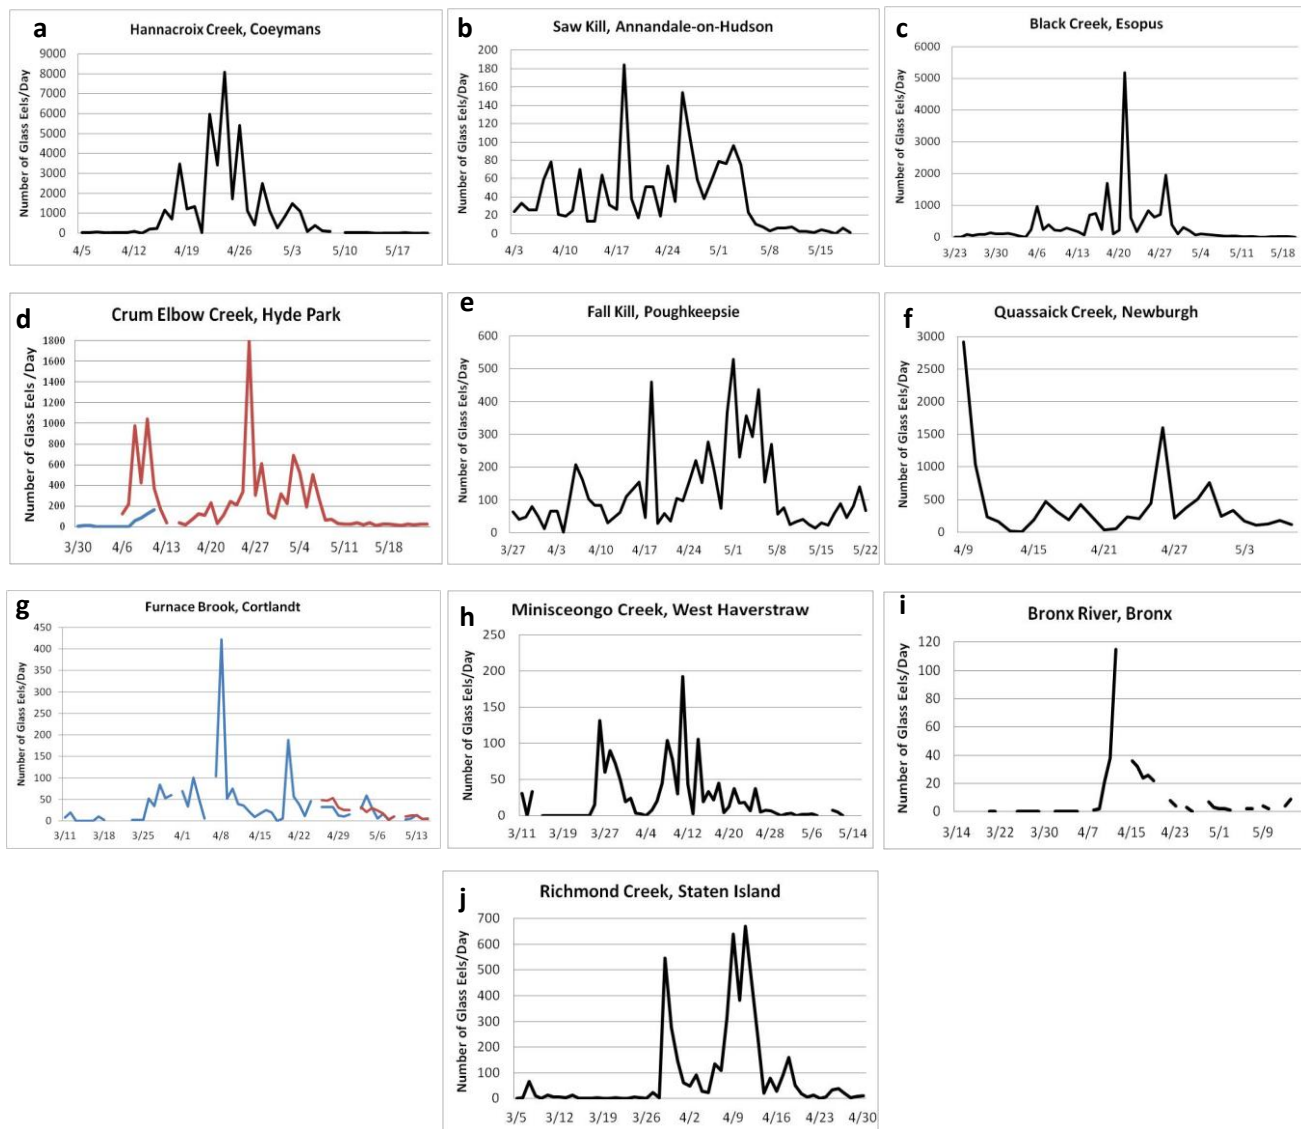 a
Hannacroix Creek, Coeymans
Number of Glass Eels/Day
9000
8000
7000
6000
5000
4000
3000
2000
1000
0
4/5 4/12 4/19 4/26 5/3 5/10 5/17
b
Saw Kill, Annandale-on-Hudson
Number of Glass Eels/Day
200
180
160
140
120
100
80
60
40
20
0
4/3 4/10 4/17 4/24 5/1 5/8 5/15
c
Black Creek, Esopus
Number of Glass Eels/Day
6000
5000
4000
3000
2000
1000
0
3/23 3/30 4/6 4/13 4/20 4/27 5/4 5/11 5/18
d
Crum Elbow Creek, Hyde Park
Number of Glass Eels /Day
1800
1600
1400
1200
1000
800
600
400
200
0
3/30 4/6 4/13 4/20 4/27 5/4 5/11 5/18
e
Fall Kill, Poughkeepsie
Number of Glass Eels/Day
600
500
400
300
200
100
0
3/27 4/3 4/10 4/17 4/24 5/1 5/8 5/15 5/22
f
Quassaick Creek, Newburgh
Number of Glass Eels/Day
3000
2500
2000
1500
1000
500
0
4/9 4/15 4/21 4/27 5/3
g
Furnace Brook, Cortlandt
Number of Glass Eels/Day
450
400
350
300
250
200
150
100
50
0
3/11 3/18 3/25 4/1 4/8 4/15 4/22 4/29 5/6 5/13
h
Minisceongo Creek, West Haverstraw
Number of Glass Eels/Day
250
200
150
100
50
0
3/11 3/19 3/27 4/4 4/12 4/20 4/28 5/6 5/14
i
Bronx River, Bronx
Number of Glass Eels/Day
120
100
80
60
40
20
0
3/14 3/22 3/30 4/7 4/15 4/23 5/1 5/9
j
Richmond Creek, Staten Island
Number of Glass Eels/Day
700
600
500
400
300
200
100
0
3/5 3/12 3/19 3/26 4/2 4/9 4/16 4/23 4/30